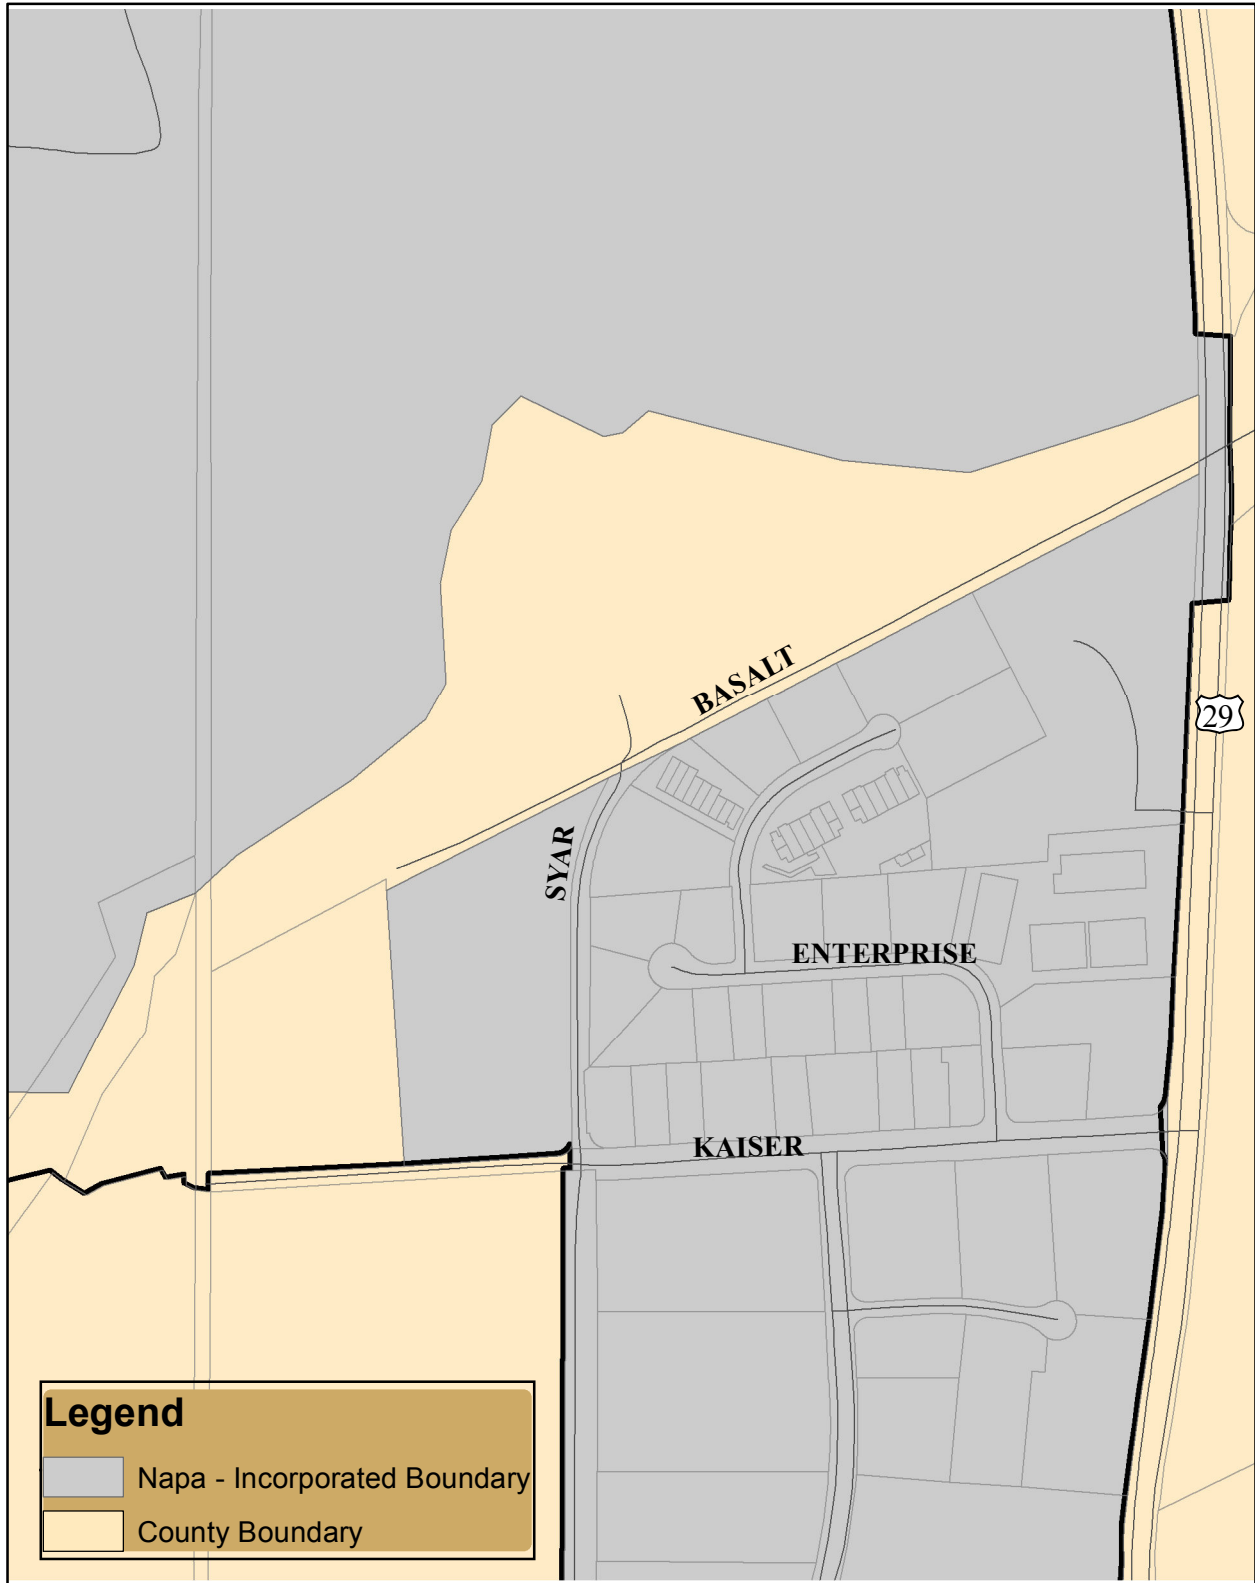 BASALT
29
SYAR
ENTERPRISE
KAISER
Legend
Napa - Incorporated Boundary
County Boundary